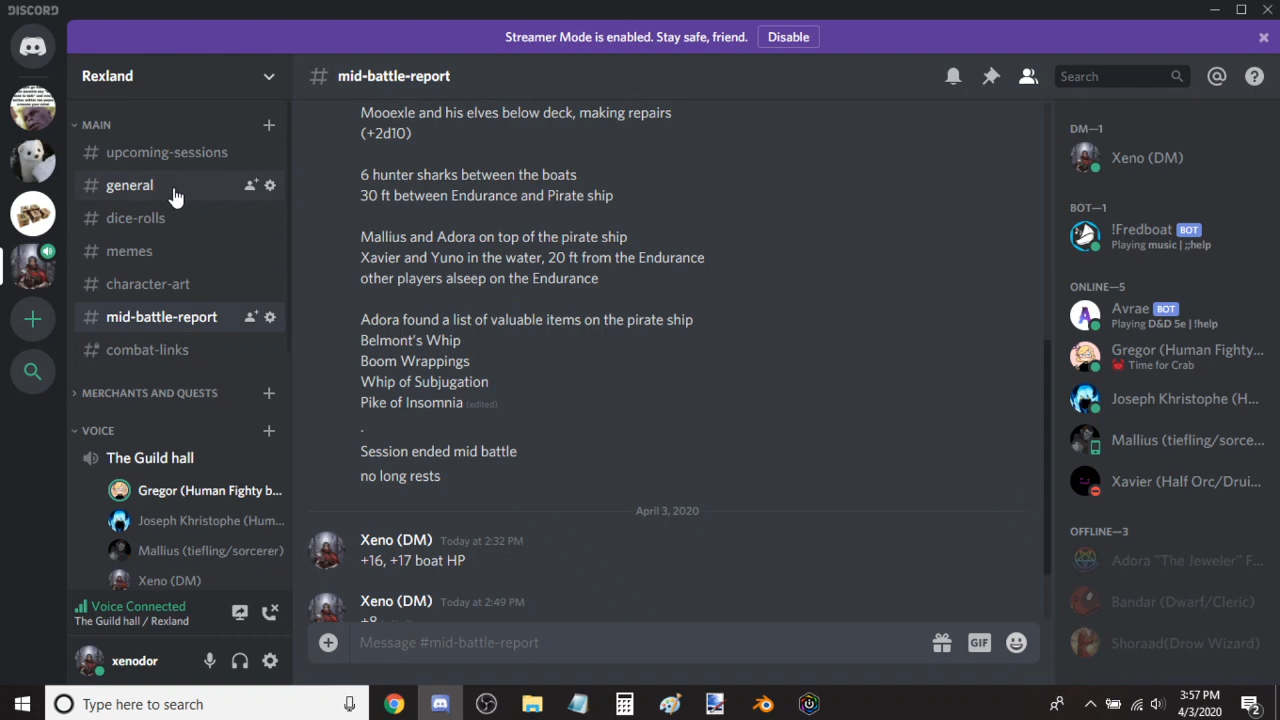 DISCORD
Streamer Mode is enabled. Stay safe, friend.
Disable
Rexland
MAIN
# upcoming-sessions
# general
# dice-rolls
# memes
# character-art
# mid-battle-report
# combat-links
MERCHANTS AND QUESTS
VOICE
The Guild hall
Gregor (Human Fighty b...
Joseph Khristophe (Hum...
Mallius (tiefling/sorcerer)
Xeno (DM)
Voice Connected
The Guild hall / Rexland
xenodor
# mid-battle-report
Search
Mooexle and his elves below deck, making repairs
(+2d10)
6 hunter sharks between the boats
30 ft between Endurance and Pirate ship
Mallius and Adora on top of the pirate ship
Xavier and Yuno in the water, 20 ft from the Endurance
other players alseep on the Endurance
Adora found a list of valuable items on the pirate ship
Belmont's Whip
Boom Wrappings
Whip of Subjugation
Pike of Insomnia (edited)
.
Session ended mid battle
no long rests
April 3, 2020
Xeno (DM) Today at 2:32 PM
+16, +17 boat HP
Xeno (DM) Today at 2:49 PM
Message #mid-battle-report
GIF
DM—1
Xeno (DM)
BOT—1
!Fredboat BOT
Playing music | ;;help
ONLINE—5
Avrae BOT
Playing D&D 5e | !help
Gregor (Human Fighty...
Time for Crab
Joseph Khristophe (H...
Mallius (tiefling/sorce...
Xavier (Half Orc/Drui...
OFFLINE—3
Adora "The Jeweler" F...
Bandar (Dwarf/Cleric)
Shoraad(Drow Wizard)
Type here to search
3:57 PM
4/3/2020
2